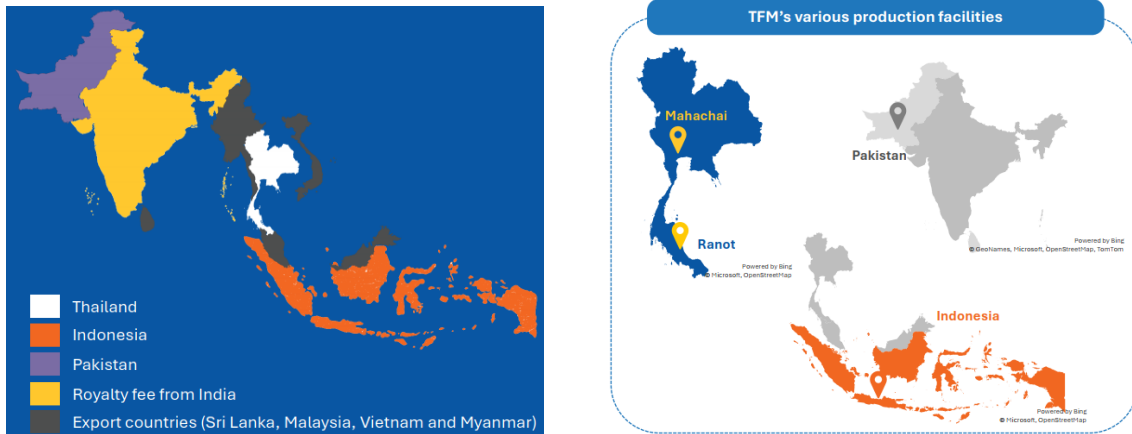 Thailand
Indonesia
Pakistan
Royalty fee from India
Export countries (Sri Lanka, Malaysia, Vietnam and Myanmar)
TFM's various production facilities
Mahachai
Ranot
Powered by Bing
© Microsoft, OpenStreetMap
Pakistan
Powered by Bing
© GeoNames, Microsoft, OpenStreetMap, TomTom
Indonesia
Powered by Bing
© Microsoft, OpenStreetMap